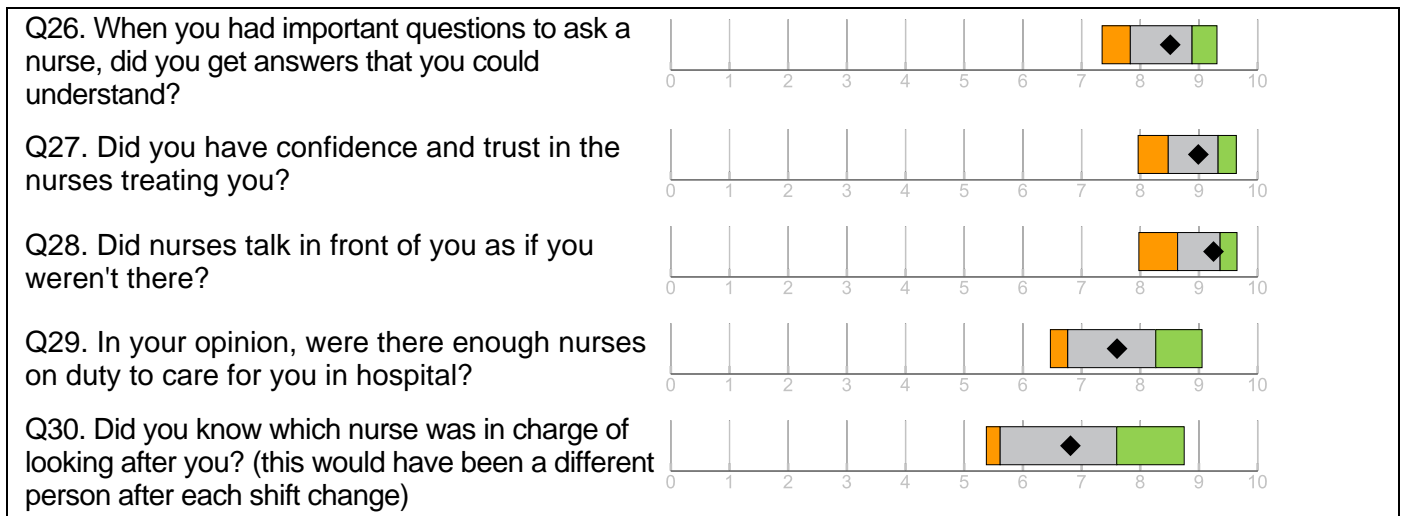 Q26. When you had important questions to ask a
nurse, did you get answers that you could
understand?
0 1 2 3 4 5 6 7 8 9 10
Q27. Did you have confidence and trust in the
nurses treating you?
0 1 2 3 4 5 6 7 8 9 10
Q28. Did nurses talk in front of you as if you
weren't there?
0 1 2 3 4 5 6 7 8 9 10
Q29. In your opinion, were there enough nurses
on duty to care for you in hospital?
0 1 2 3 4 5 6 7 8 9 10
Q30. Did you know which nurse was in charge of
looking after you? (this would have been a different
person after each shift change)
0 1 2 3 4 5 6 7 8 9 10